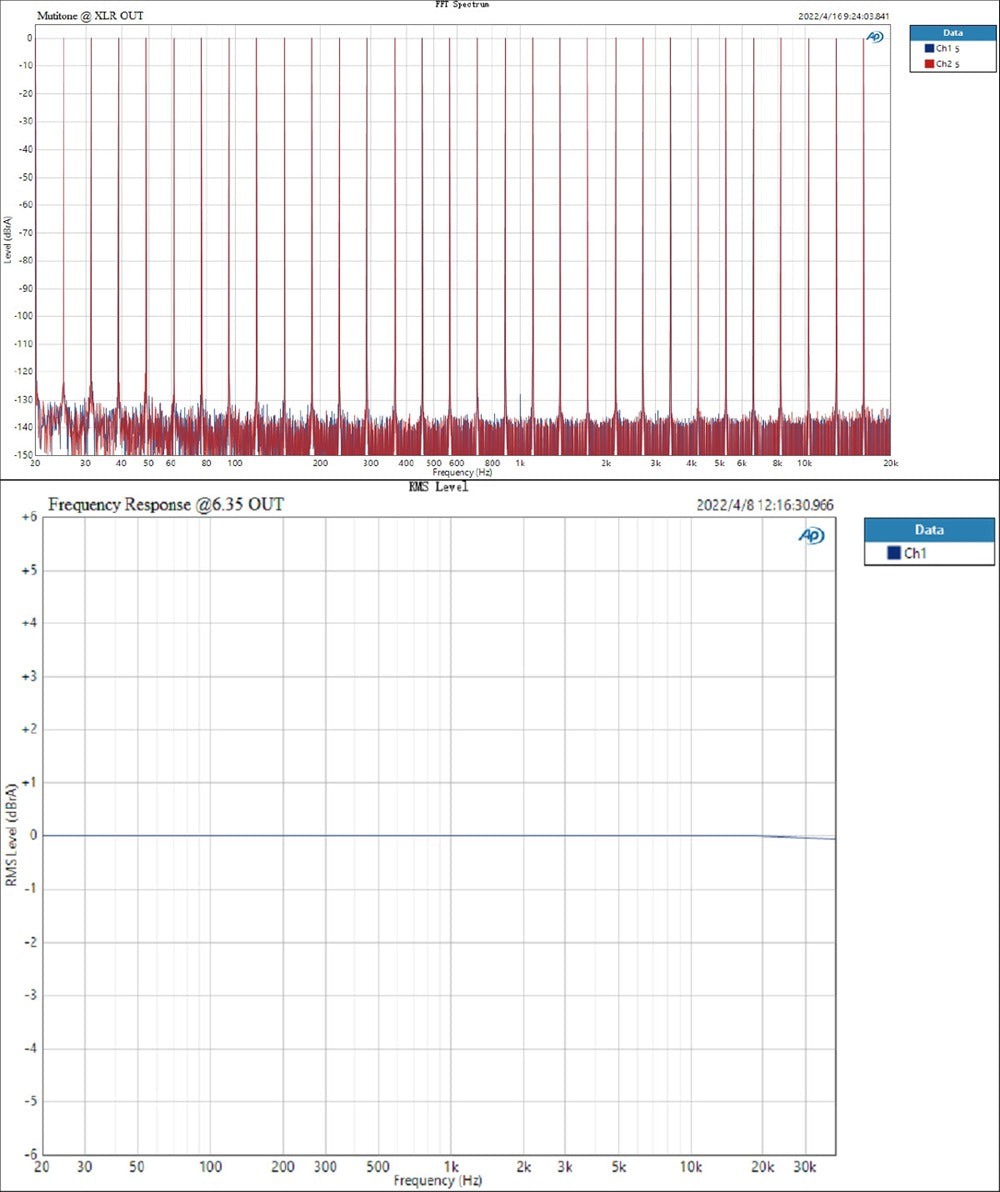 FFT Spectrum
Mutitone @ XLR OUT
2022/4/16 9:24:03.841
AP
Data
Ch1 5
Ch2 5
0
-10
-20
-30
-40
-50
-60
-70
-80
-90
-100
-110
-120
-130
-140
-150
Level (dBrA)
20 30 40 50 60 80 100 200 300 400 500 600 800 1k 2k 3k 4k 5k 6k 8k 10k 20k
Frequency (Hz)
RMS Level
Frequency Response @6.35 OUT
2022/4/8 12:16:30.966
AP
Data
Ch1
+6
+5
+4
+3
+2
+1
0
-1
-2
-3
-4
-5
-6
RMS Level (dBrA)
20 30 50 100 200 300 500 1k 2k 3k 5k 10k 20k 30k
Frequency (Hz)